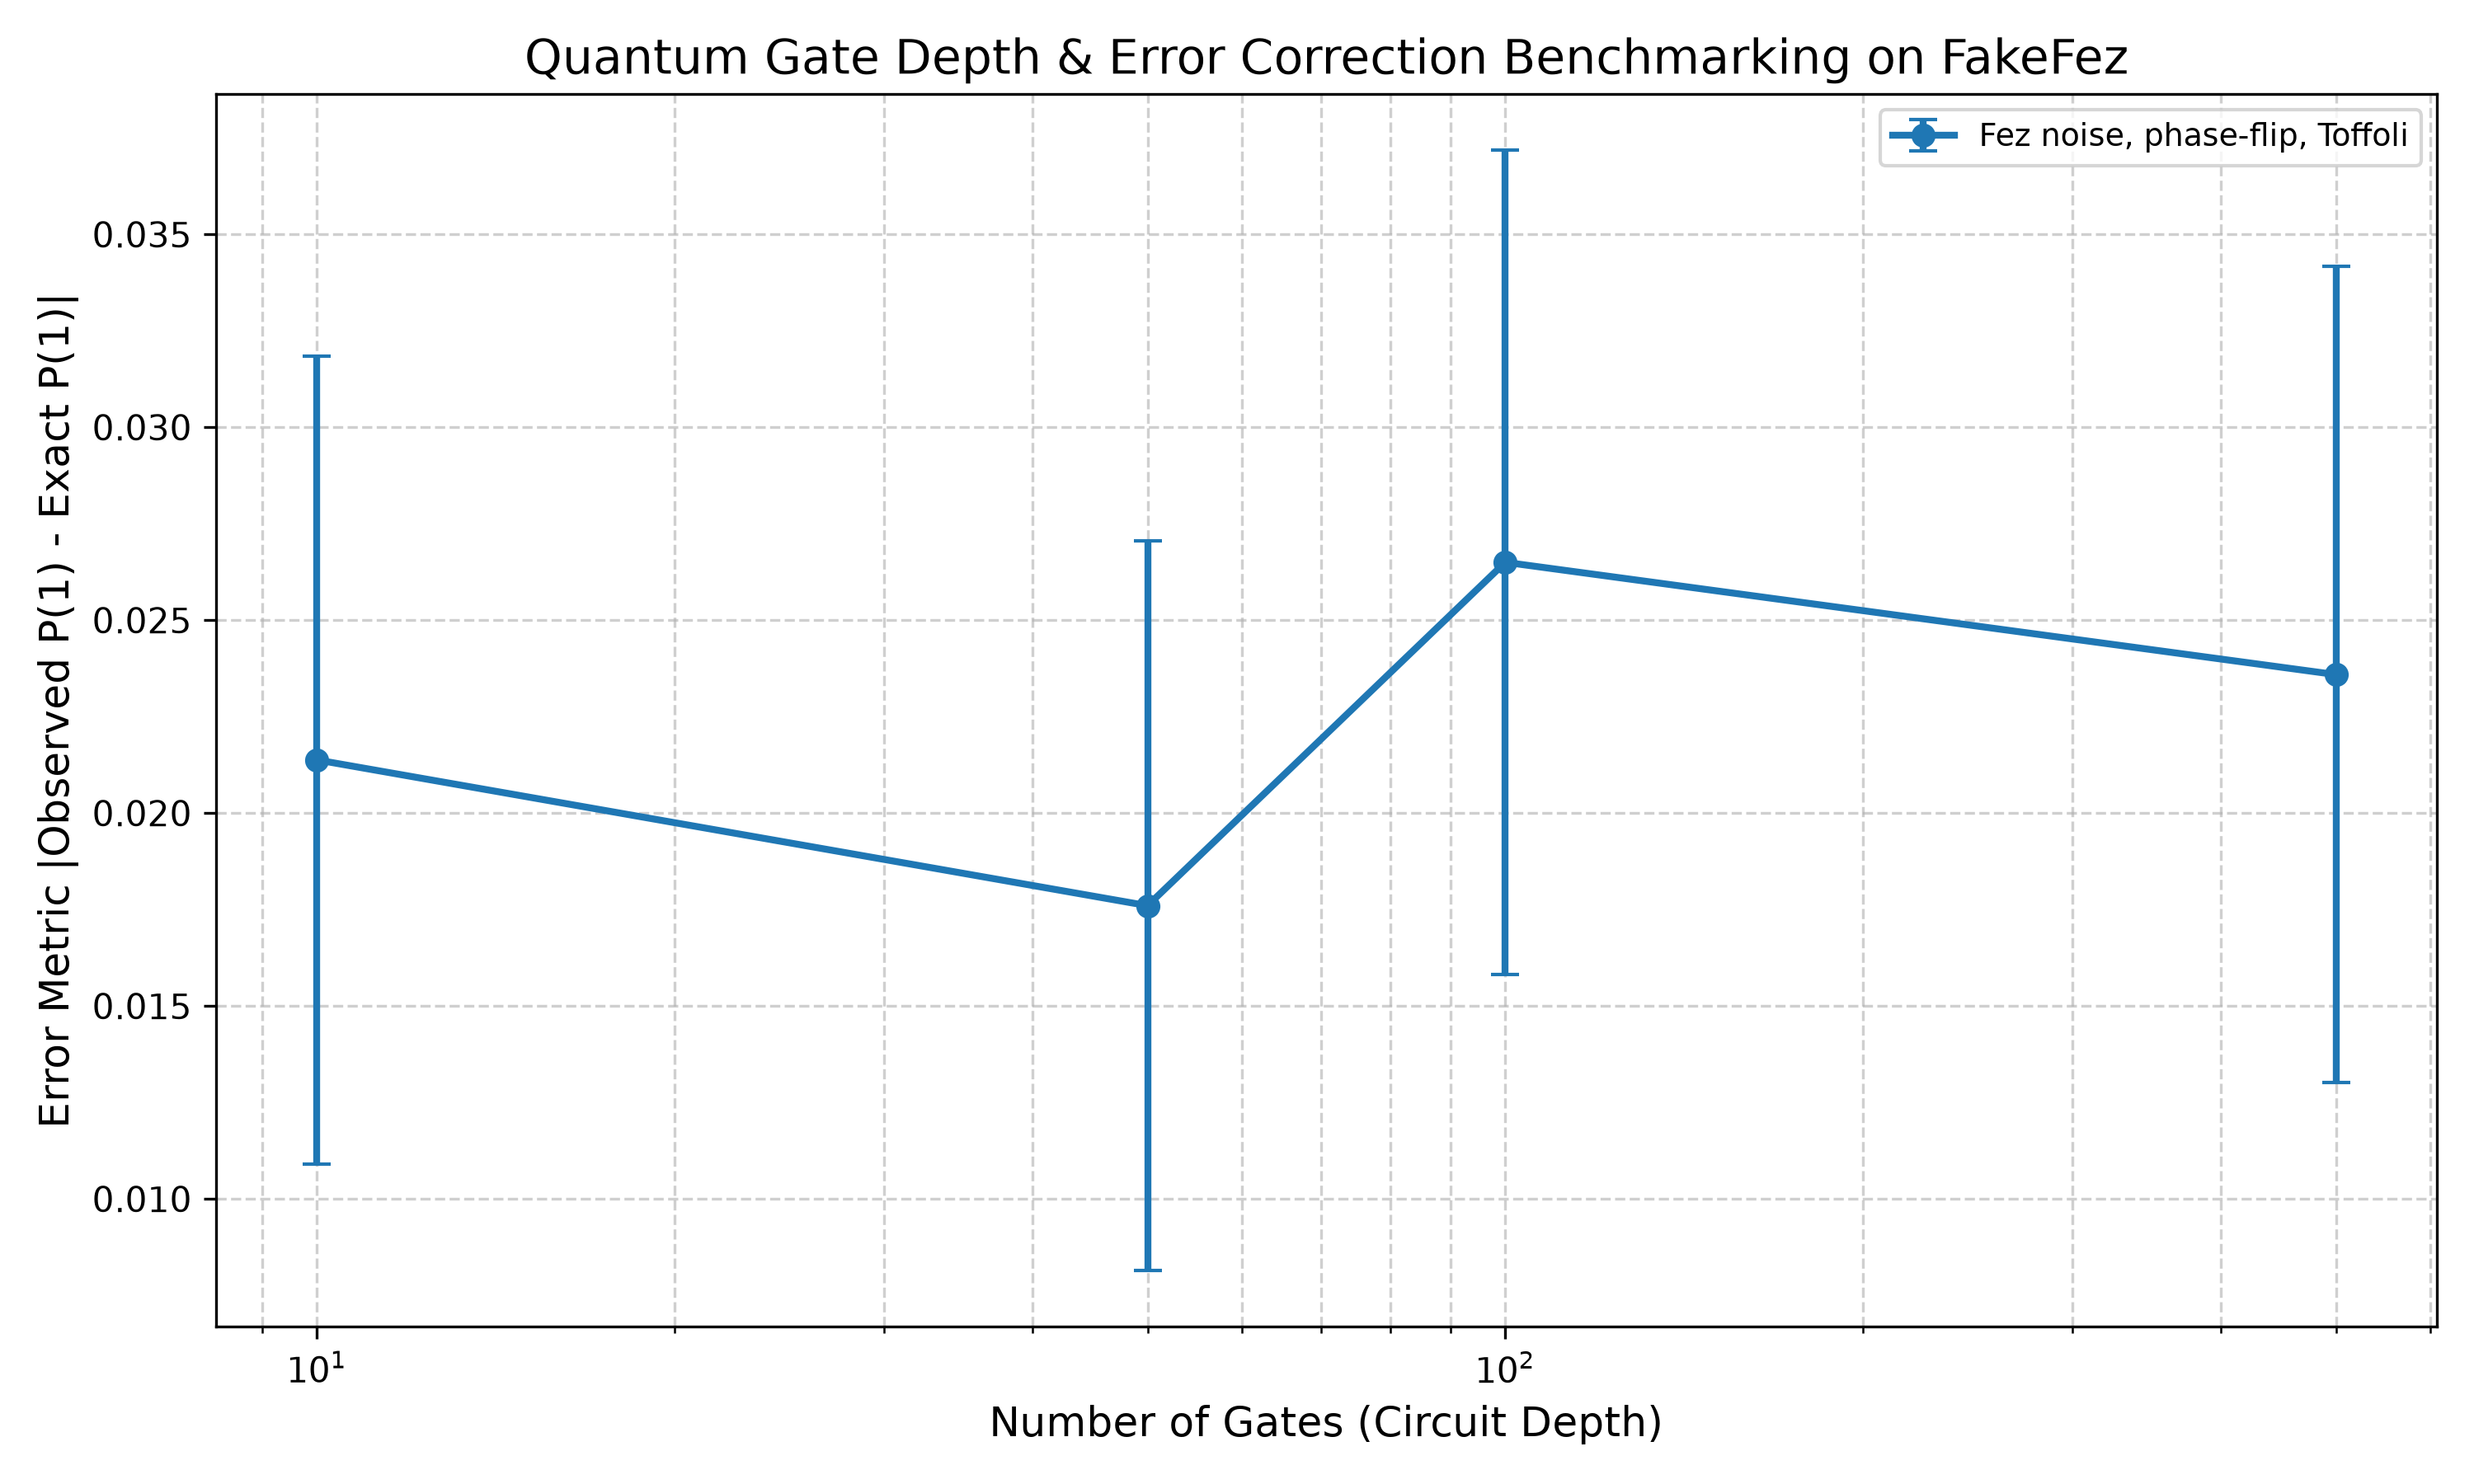 Quantum Gate Depth & Error Correction Benchmarking on FakeFez
Fez noise, phase-flip, Toffoli
Error Metric |Observed P(1) - Exact P(1)|
0.035
0.030
0.025
0.020
0.015
0.010
10¹
10²
Number of Gates (Circuit Depth)